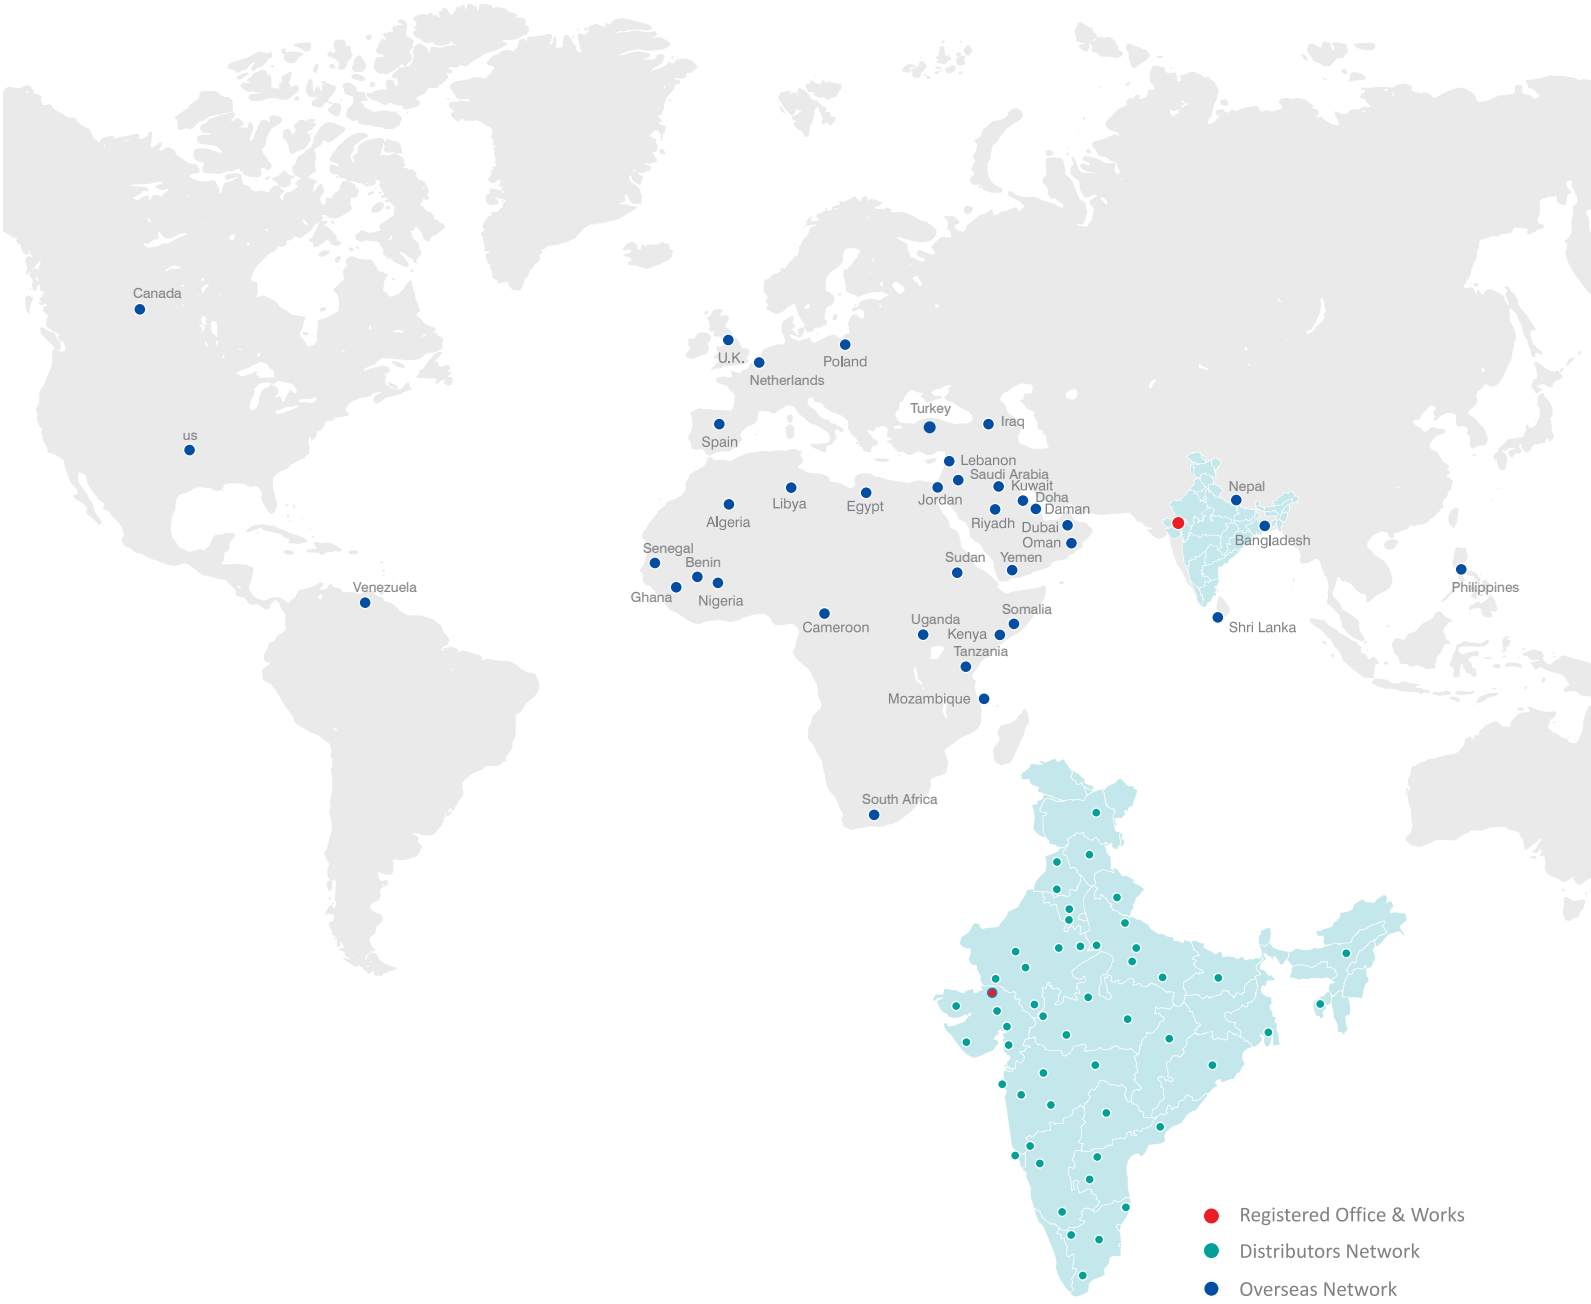 Canada
U.K.
Poland
Netherlands
Turkey
Iraq
us
Spain
Lebanon
Saudi Arabia
Kuwait
Nepal
Libya
Egypt
Jordan
Doha
Daman
Algeria
Riyadh
Dubai
Oman
Bangladesh
Senegal
Benin
Sudan
Yemen
Venezuela
Ghana
Nigeria
Philippines
Somalia
Cameroon
Uganda
Kenya
Shri Lanka
Tanzania
Mozambique
South Africa
Registered Office & Works
Distributors Network
Overseas Network